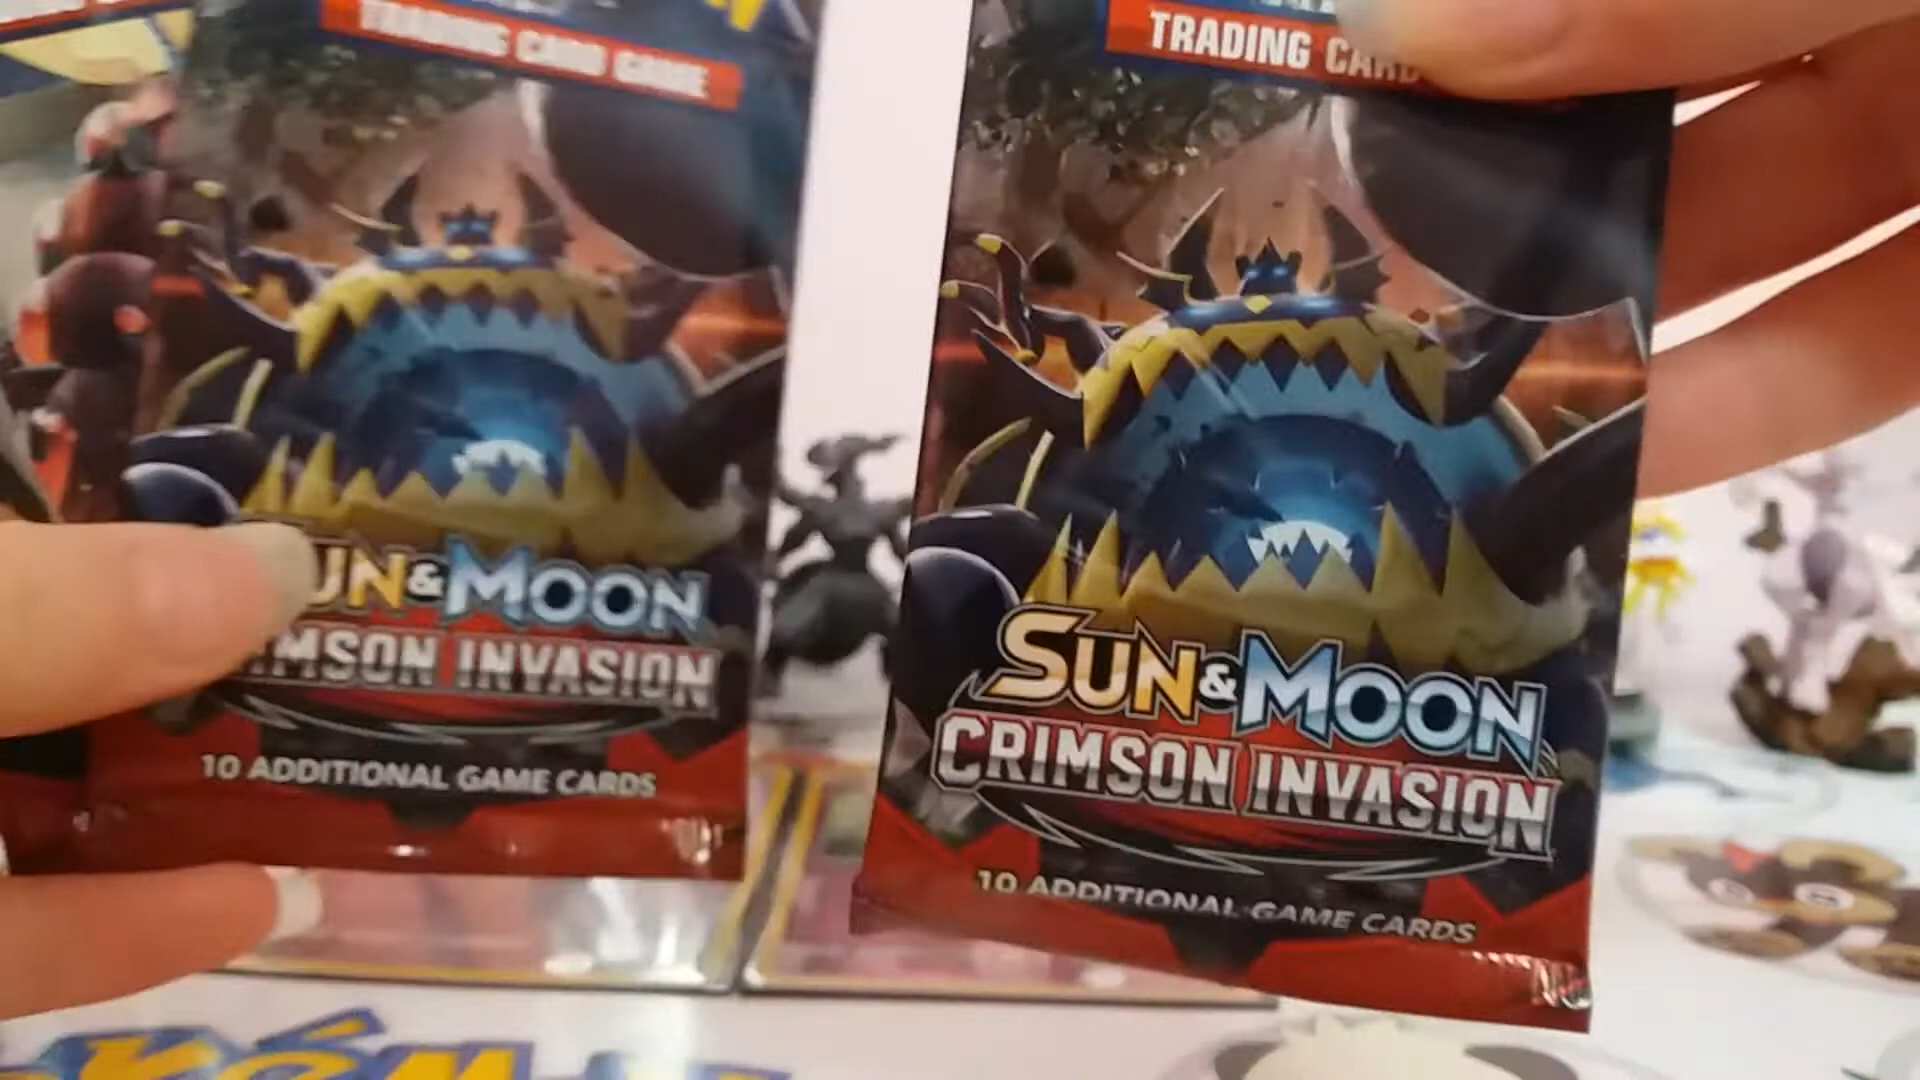 TRADING CARD GAME
SUN & MOON
CRIMSON INVASION
10 ADDITIONAL GAME CARDS
TRADING CARD
SUN & MOON
CRIMSON INVASION
10 ADDITIONAL GAME CARDS
Pokém